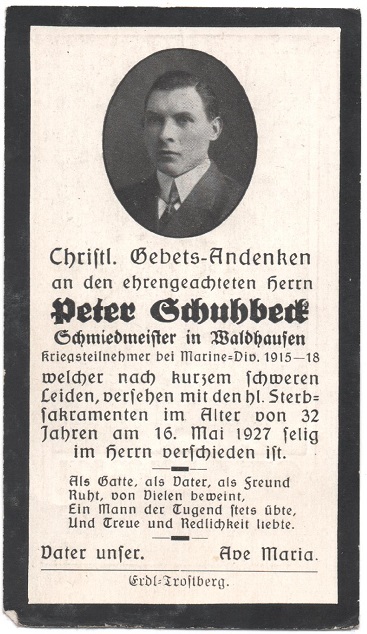 Christl. Gebets-Andenken
an den ehrengeachteten Herrn
Peter Schuhbeck
Schmiedmeister in Waldhausen
Kriegsteilnehmer bei Marine-Div. 1915—18
welcher nach kurzem schweren
Leiden, versehen mit den hl. Sterb-
sakramenten im Alter von 32
Jahren am 16. Mai 1927 selig
im Herrn verschieden ist.
Als Gatte, als Vater, als Freund
Ruht, von Vielen beweint,
Ein Mann der Tugend stets übte,
Und Treue und Redlichkeit liebte.
Vater unser. Ave Maria.
Erdl-Trostberg.